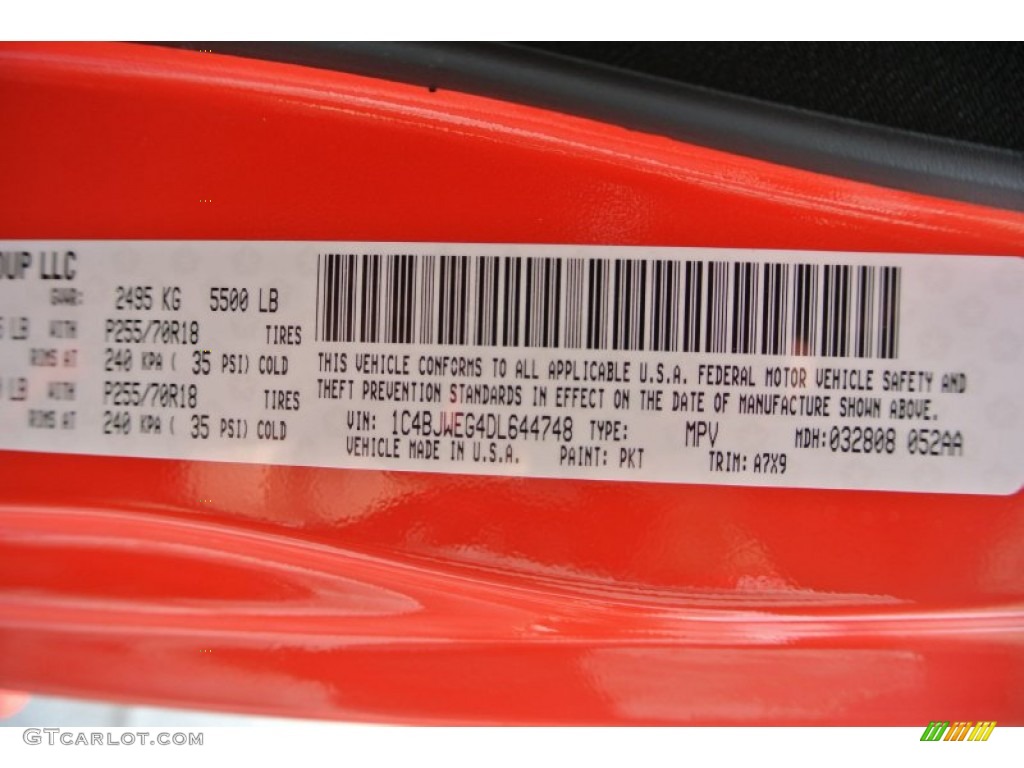 OUP LLC
GVWR: 2495 KG 5500 LB
LB WITH P255/70R18 TIRES
RIMS AT 240 KPA ( 35 PSI) COLD
LB WITH P255/70R18 TIRES
RIMS AT 240 KPA ( 35 PSI) COLD
THIS VEHICLE CONFORMS TO ALL APPLICABLE U.S.A. FEDERAL MOTOR VEHICLE SAFETY AND
THEFT PREVENTION STANDARDS IN EFFECT ON THE DATE OF MANUFACTURE SHOWN ABOVE.
VIN: 1C4BJWEG4DL644748 TYPE: MPV MDH:032808 052AA
VEHICLE MADE IN U.S.A. PAINT: PKT TRIM: A7X9
GTCARLOT.COM